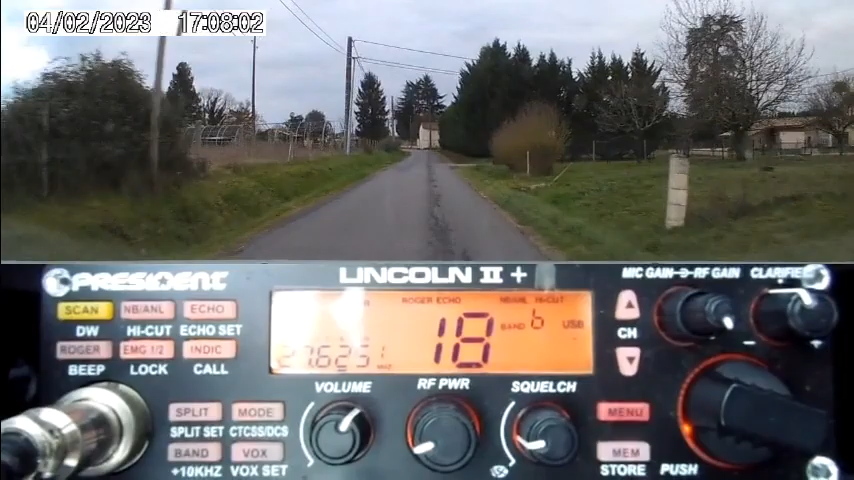 04/02/2023 17:08:02
PRESIDENT
LINCOLN II +
MIC GAIN RF GAIN CLARIFIER
SCAN NB/ANL ECHO
DW HI-CUT ECHO SET
ROGER EMG 1/2 INDIC
BEEP LOCK CALL
ROGER ECHO NB/ANL HI-CUT
18 BAND b USB
CH
VOLUME RF PWR SQUELCH
SPLIT MODE
SPLIT SET CTCSS/DCS
BAND VOX
+10KHZ VOX SET
MENU
MEM
STORE PUSH